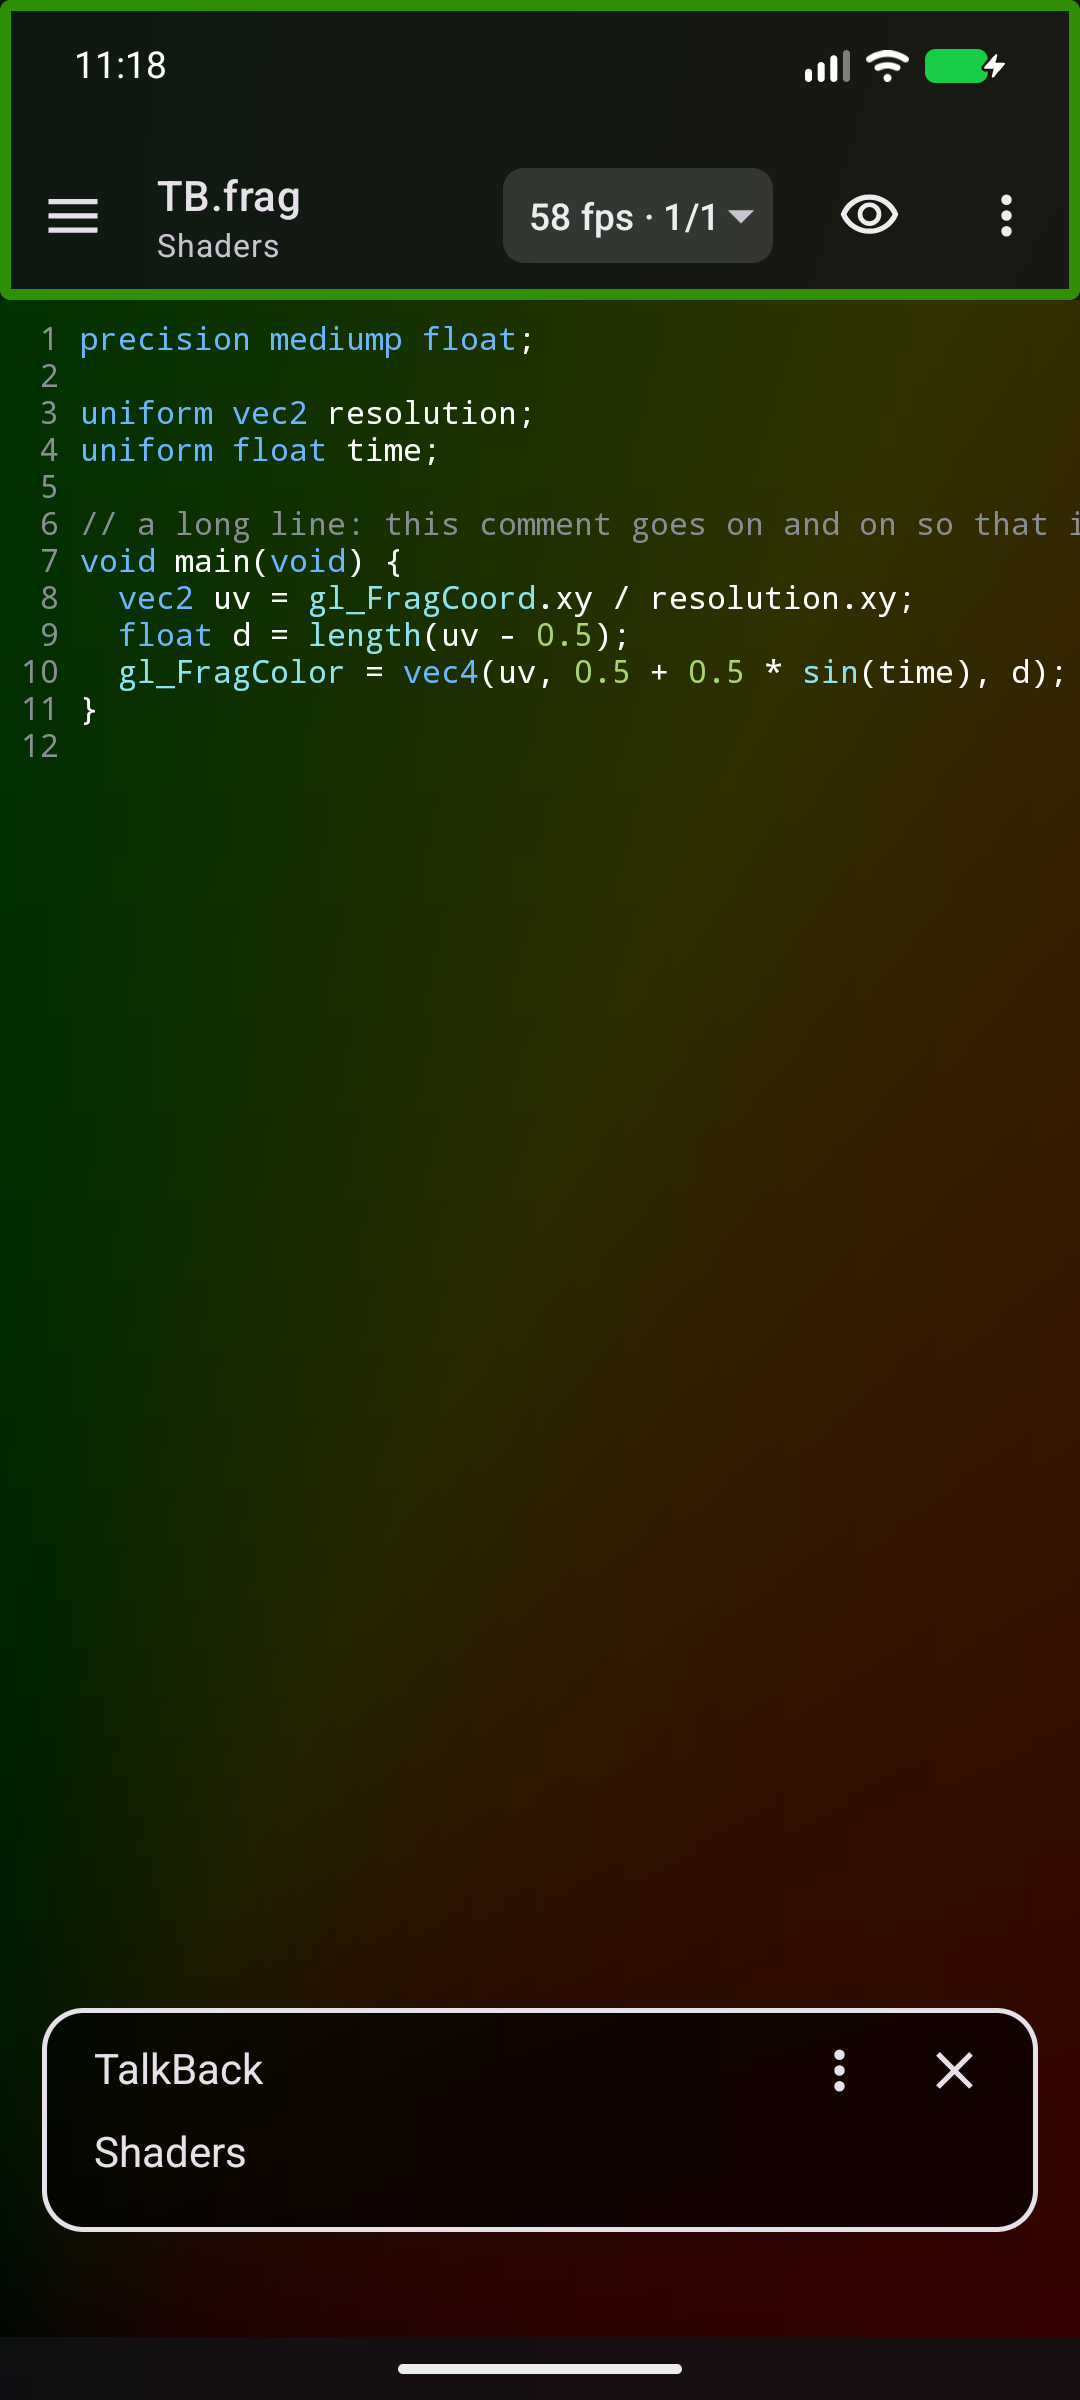 11:18
TB.frag
Shaders
58 fps · 1/1
1 precision mediump float;
2
3 uniform vec2 resolution;
4 uniform float time;
5
6 // a long line: this comment goes on and on so that i
7 void main(void) {
8   vec2 uv = gl_FragCoord.xy / resolution.xy;
9   float d = length(uv - 0.5);
10   gl_FragColor = vec4(uv, 0.5 + 0.5 * sin(time), d);
11 }
12
TalkBack
Shaders